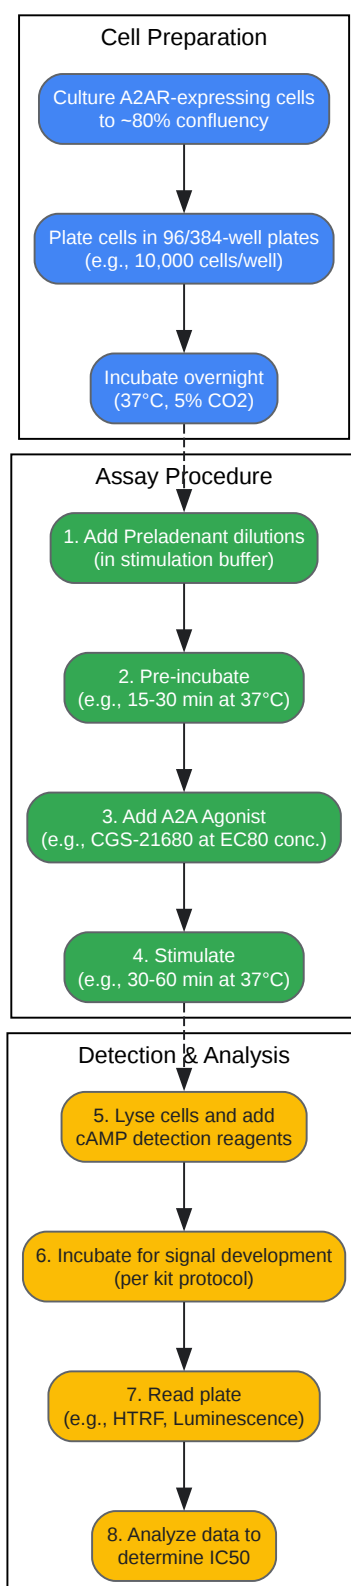 Cell Preparation
Culture A2AR-expressing cells
to ~80% confluency
Plate cells in 96/384-well plates
(e.g., 10,000 cells/well)
Incubate overnight
(37°C, 5% CO2)
Assay Procedure
1. Add Preladenant dilutions
(in stimulation buffer)
2. Pre-incubate
(e.g., 15-30 min at 37°C)
3. Add A2A Agonist
(e.g., CGS-21680 at EC80 conc.)
4. Stimulate
(e.g., 30-60 min at 37°C)
Detection & Analysis
5. Lyse cells and add
cAMP detection reagents
6. Incubate for signal development
(per kit protocol)
7. Read plate
(e.g., HTRF, Luminescence)
8. Analyze data to
determine IC50